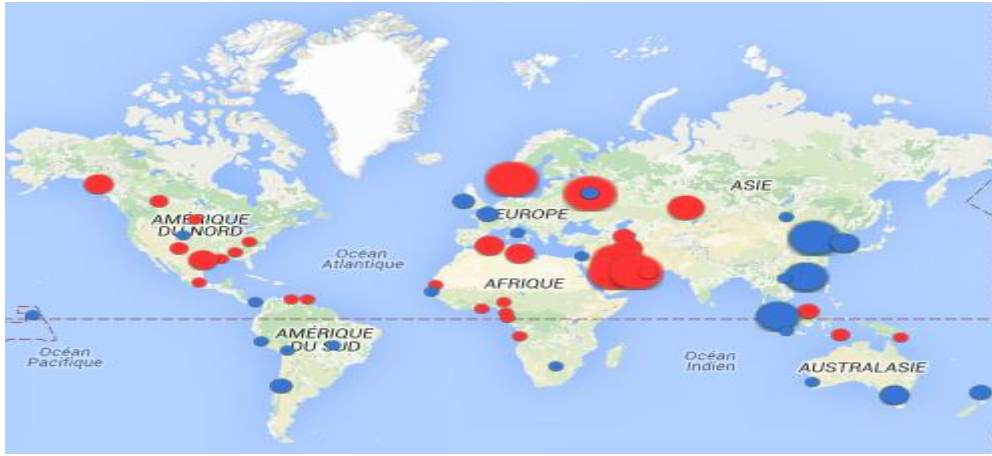 ASIE
AMÉRIQUE
DU NORD
EUROPE
Océan
Atlantique
AFRIQUE
AMÉRIQUE
DU SUD
Océan
Pacifique
Océan
Indien
AUSTRALASIE